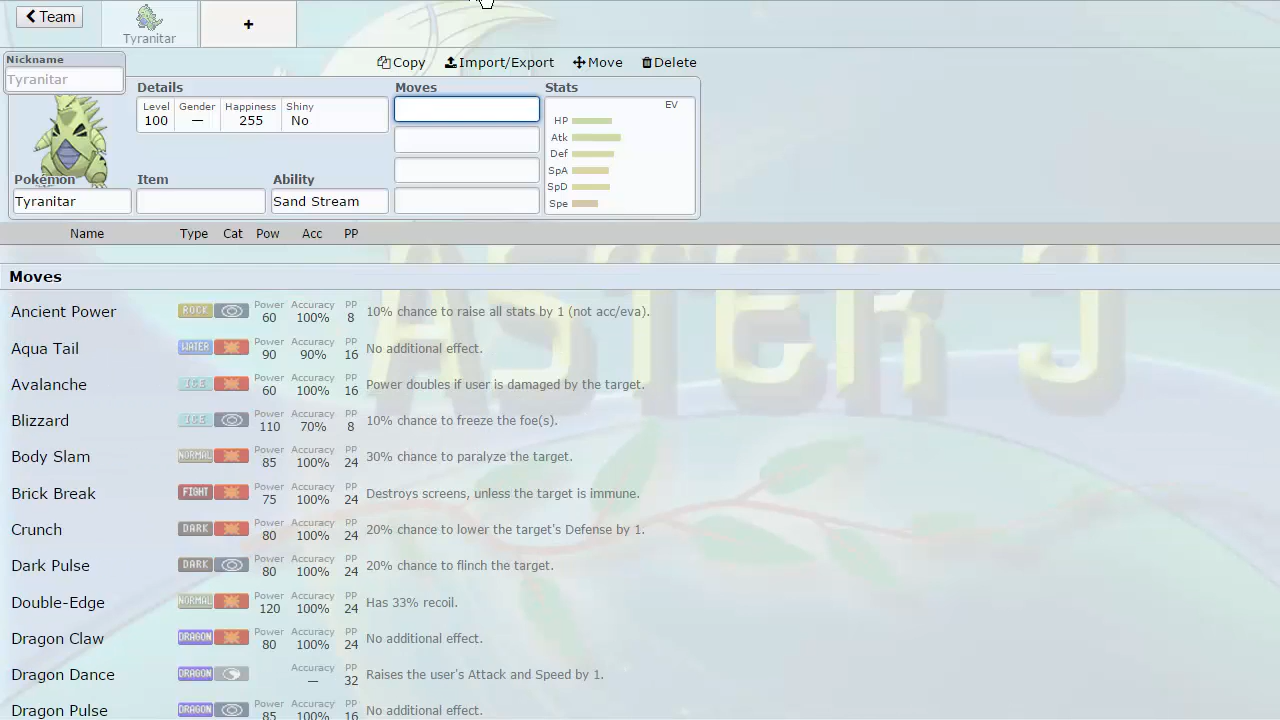 Team
Tyranitar
+
Copy Import/Export Move Delete
Nickname
Tyranitar
Details
Level Gender Happiness Shiny
100 — 255 No
Pokémon Item Ability
Tyranitar Sand Stream
Moves
Stats
EV
HP
Atk
Def
SpA
SpD
Spe
Name Type Cat Pow Acc PP
Moves
Ancient Power ROCK Power 60 Accuracy 100% PP 8 10% chance to raise all stats by 1 (not acc/eva).
Aqua Tail WATER Power 90 Accuracy 90% PP 16 No additional effect.
Avalanche ICE Power 60 Accuracy 100% PP 16 Power doubles if user is damaged by the target.
Blizzard ICE Power 110 Accuracy 70% PP 8 10% chance to freeze the foe(s).
Body Slam NORMAL Power 85 Accuracy 100% PP 24 30% chance to paralyze the target.
Brick Break FIGHT Power 75 Accuracy 100% PP 24 Destroys screens, unless the target is immune.
Crunch DARK Power 80 Accuracy 100% PP 24 20% chance to lower the target's Defense by 1.
Dark Pulse DARK Power 80 Accuracy 100% PP 24 20% chance to flinch the target.
Double-Edge NORMAL Power 120 Accuracy 100% PP 24 Has 33% recoil.
Dragon Claw DRAGON Power 80 Accuracy 100% PP 24 No additional effect.
Dragon Dance DRAGON Accuracy — PP 32 Raises the user's Attack and Speed by 1.
Dragon Pulse DRAGON Power 85 Accuracy 100% PP 16 No additional effect.
ASTER J